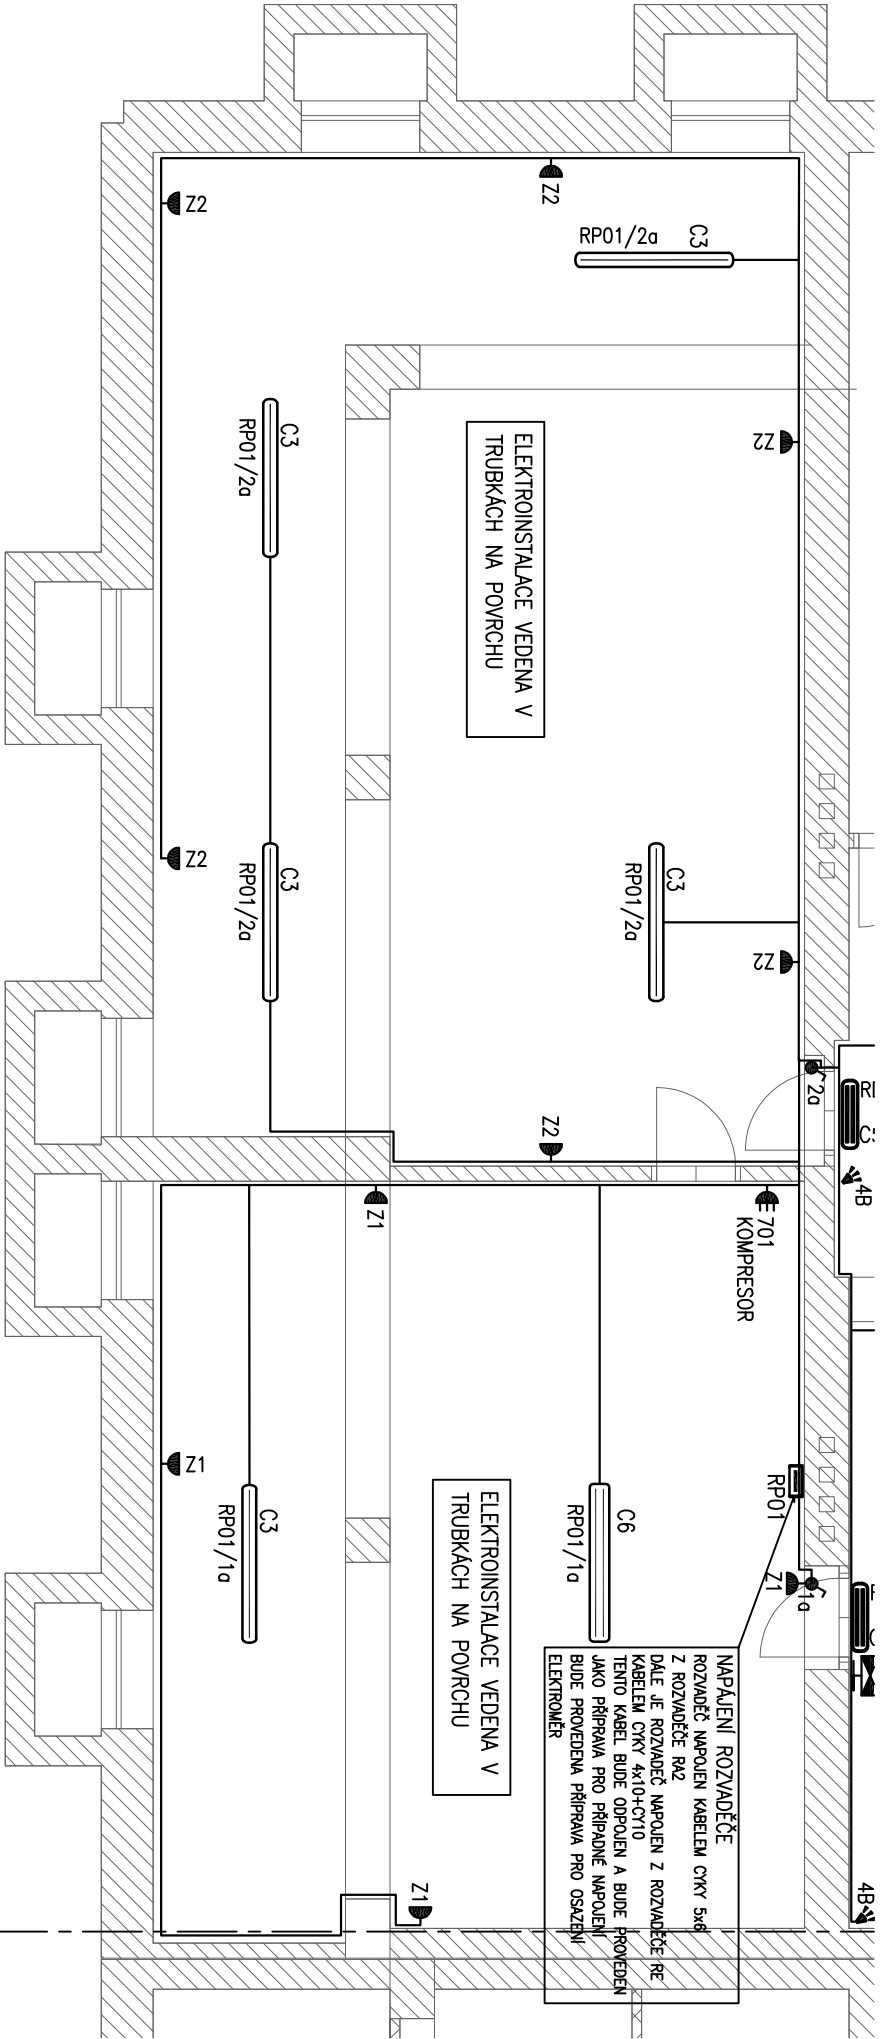 Z2
Z2
RP01/2a
C3
Z2
C3
RP01/2a
ELEKTROINSTALACE VEDENA V
TRUBKÁCH NA POVRCHU
Z2
C3
RP01/2a
C3
RP01/2a
Z2
2a
Z2
4B
Z1
701
KOMPRESOR
Z1
RP01
C3
RP01/1a
C6
RP01/1a
ELEKTROINSTALACE VEDENA V
TRUBKÁCH NA POVRCHU
Z1
1a
NAPÁJENÍ ROZVADĚČE
ROZVADĚČ NAPOJEN KABELEM CYKY 5x6
Z ROZVADĚČE RA2
DÁLE JE ROZVADEČ NAPOJEN Z ROZVADĚČE RE
KABELEM CYKY 4x10+CY10
TENTO KABEL BUDE ODPOJEN A BUDE PROVEDEN
JAKO PŘÍPRAVA PRO PŘÍPADNÉ NAPOJENÍ
BUDE PROVEDENA PŘÍPRAVA PRO OSAZENÍ
ELEKTROMĚR
Z1
4B